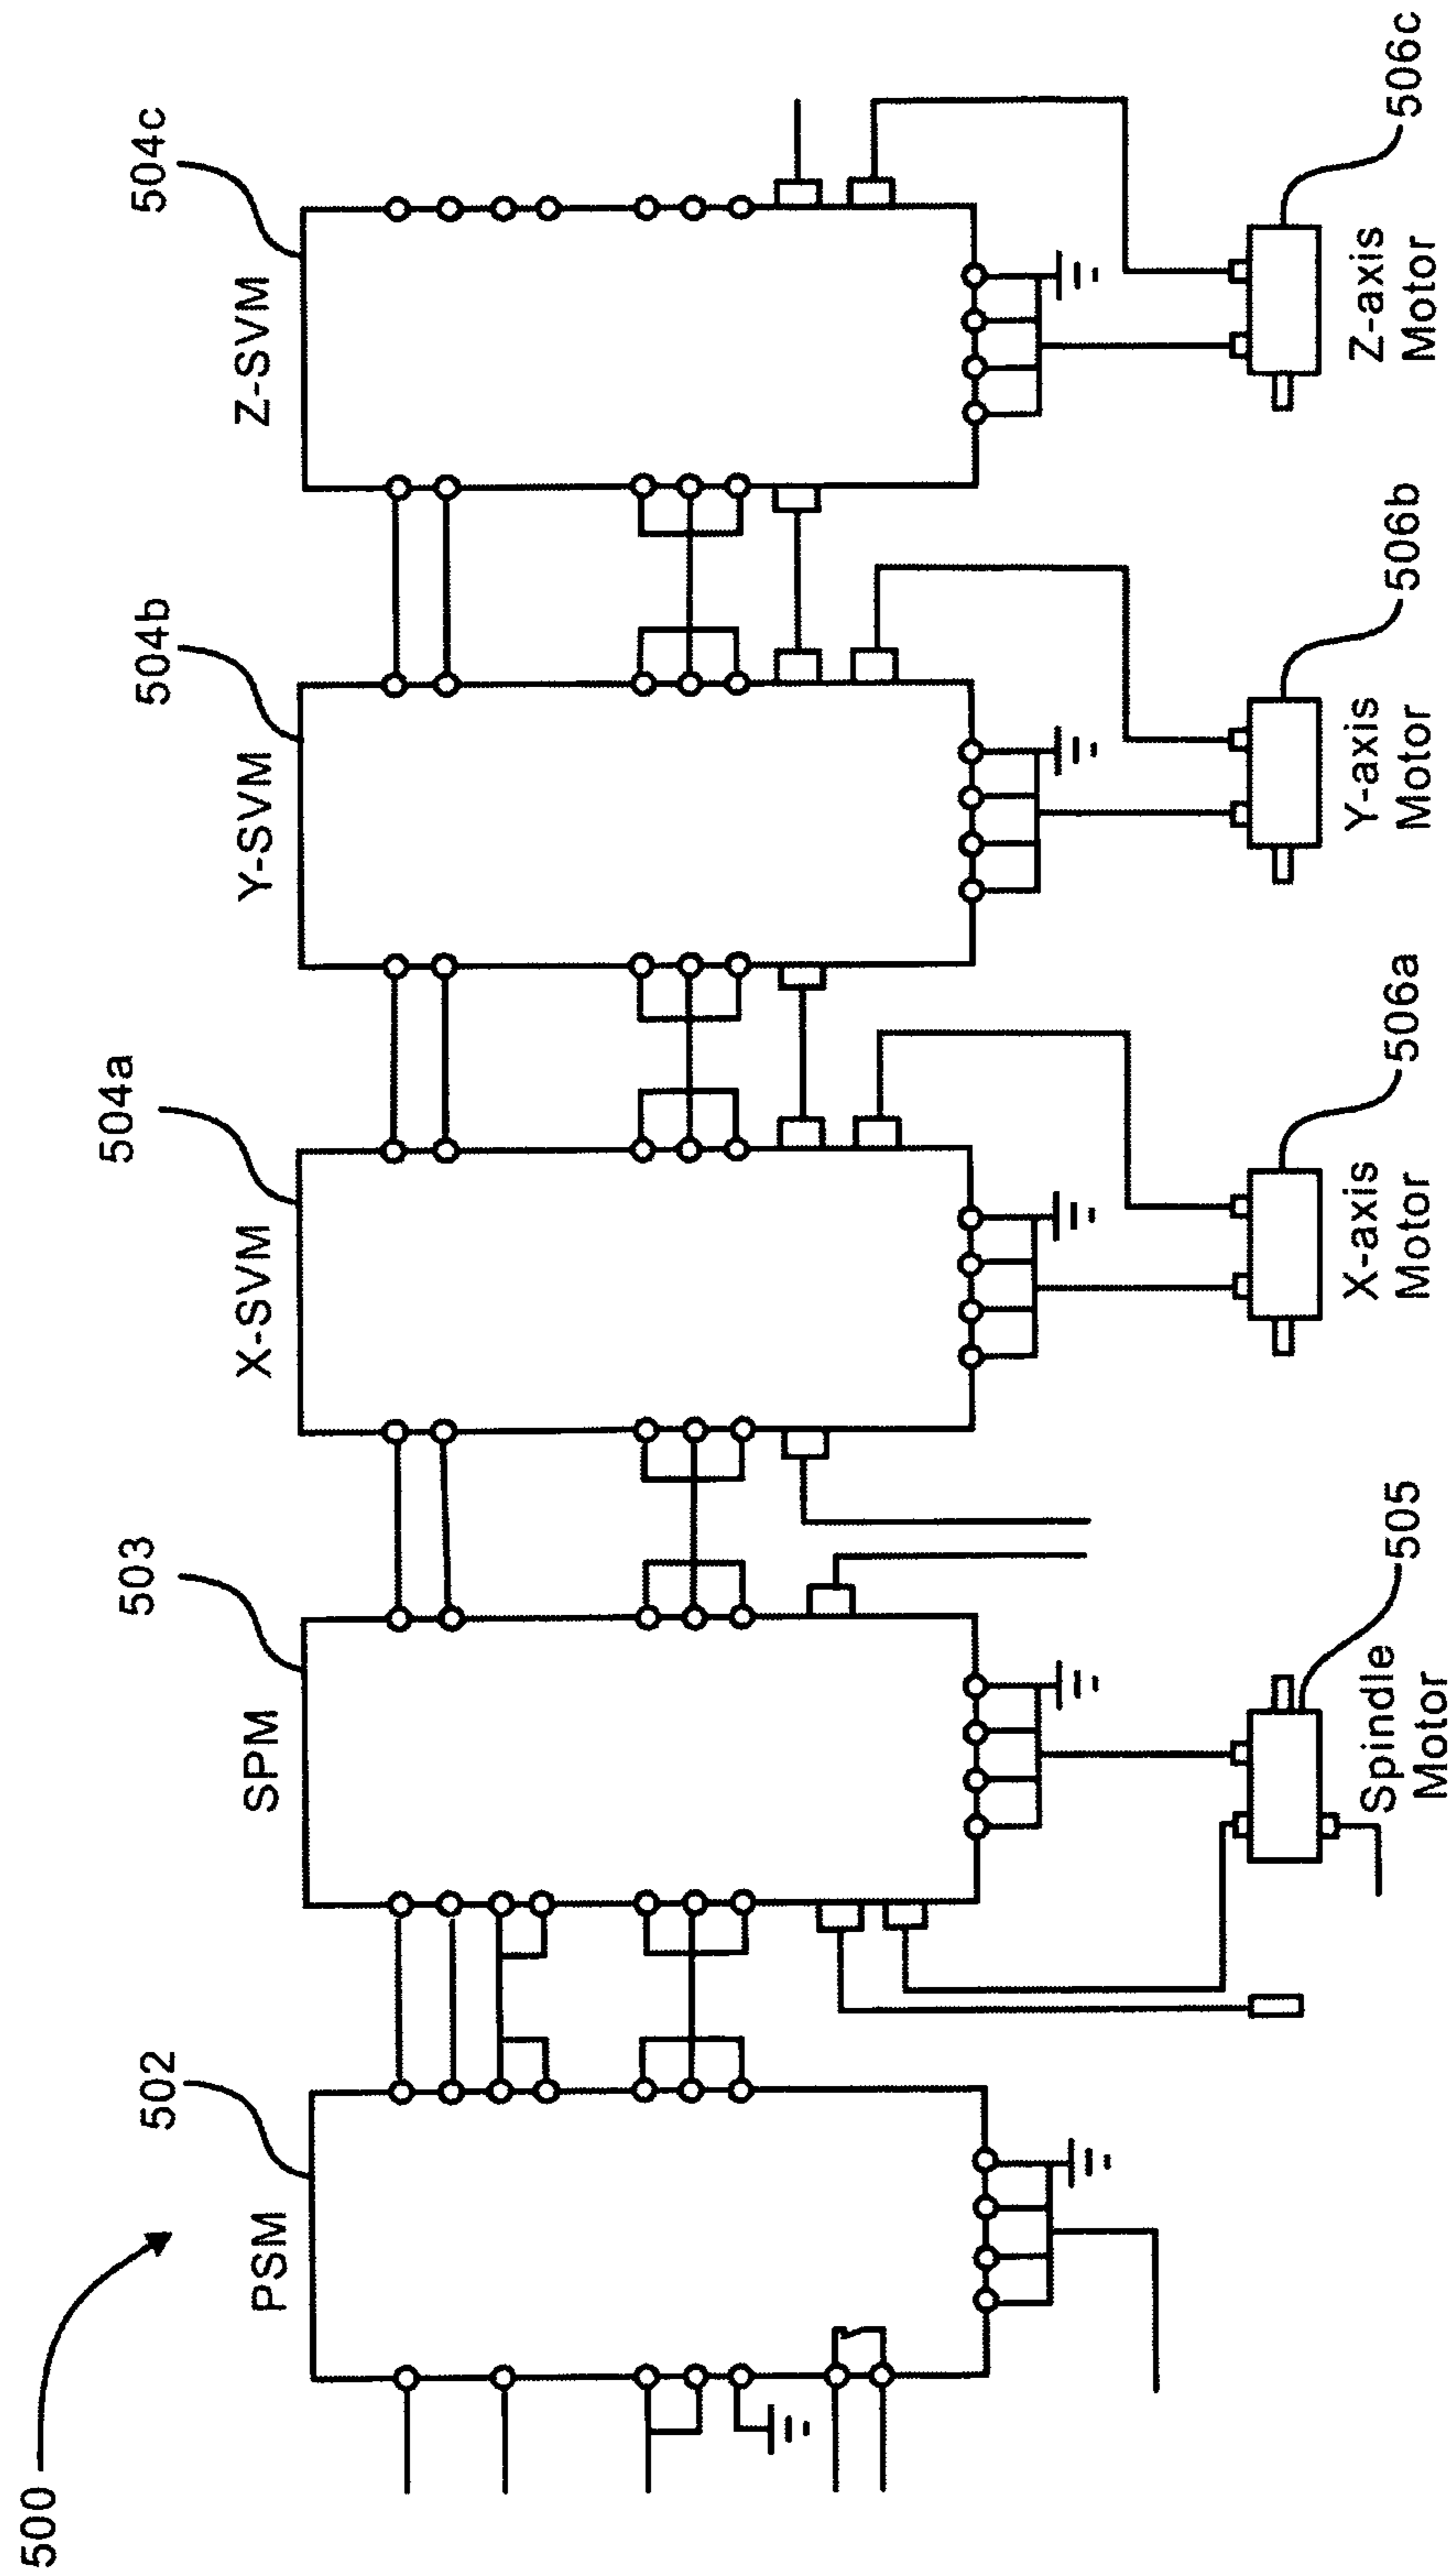 500
502
503
504a
504b
504c
PSM
SPM
X-SVM
Y-SVM
Z-SVM
505
506a
506b
506c
Spindle
Motor
X-axis
Motor
Y-axis
Motor
Z-axis
Motor